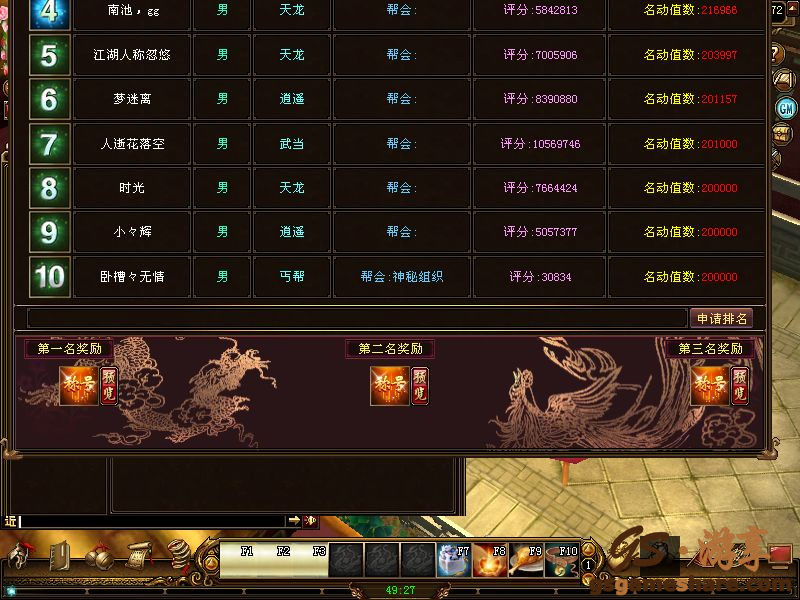 4 南池，gg 男 天龙 帮会: 评分:5842813 名动值数:216966
5 江湖人称忽悠 男 天龙 帮会: 评分:7005906 名动值数:203997
6 梦迷离 男 逍遥 帮会: 评分:8390880 名动值数:201157
7 人逝花落空 男 武当 帮会: 评分:10569746 名动值数:201000
8 时光 男 天龙 帮会: 评分:7664424 名动值数:200000
9 小々辉 男 逍遥 帮会: 评分:5057377 名动值数:200000
10 卧槽々无情 男 丐帮 帮会:神秘组织 评分:30834 名动值数:200000
申请排名
第一名奖励 第二名奖励 第三名奖励
称号 预览 称号 预览 称号 预览
72
?
GM
近
F1 F2 F3 F7 F8 F9 F10 1
49:27